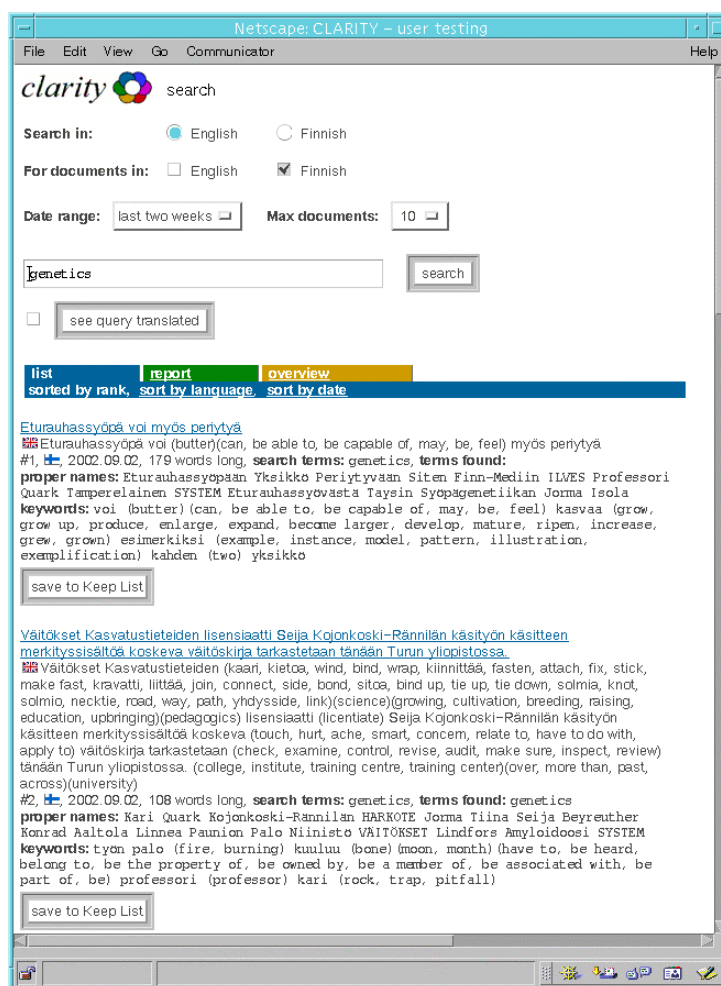 Netscape: CLARITY – user testing
File Edit View Go Communicator Help
clarity search
Search in: English Finnish
For documents in: English Finnish
Date range: last two weeks Max documents: 10
genetics search
see query translated
list report overview
sorted by rank, sort by language, sort by date
Eturauhassyöpä voi myös periytyä
Eturauhassyöpä voi (butter)(can, be able to, be capable of, may, be, feel) myös periytyä
#1, 2002.09.02, 179 words long, search terms: genetics, terms found:
proper names: Eturauhassyöpään Yksikkö Periytyvään Siten Finn-Mediin ILVES Professori
Quark Tamperelainen SYSTEM Eturauhassyövästä Taysin Syöpägenetiikan Jorma Isola
keywords: voi (butter) (can, be able to, be capable of, may, be, feel) kasvaa (grow,
grow up, produce, enlarge, expand, become larger, develop, mature, ripen, increase,
grew, grown) esimerkiksi (example, instance, model, pattern, illustration,
exemplification) kahden (two) yksikkö
save to Keep List
Väitökset Kasvatustieteiden lisensiaatti Seija Kojonkoski–Rännilän käsityön käsitteen
merkityssisältöä koskeva väitöskirja tarkastetaan tänään Turun yliopistossa.
Väitökset Kasvatustieteiden (kaari, kietoa, wind, bind, wrap, kiinnittää, fasten, attach, fix, stick,
make fast, kravatti, liittää, join, connect, side, bond, sitoa, bind up, tie up, tie down, solmia, knot,
solmio, necktie, road, way, path, yhdysside, link)(science)(growing, cultivation, breeding, raising,
education, upbringing)(pedagogics) lisensiaatti (licentiate) Seija Kojonkoski–Rännilän käsityön
käsitteen merkityssisältöä koskeva (touch, hurt, ache, smart, concern, relate to, have to do with,
apply to) väitöskirja tarkastetaan (check, examine, control, revise, audit, make sure, inspect, review)
tänään Turun yliopistossa. (college, institute, training centre, training center)(over, more than, past,
across)(university)
#2, 2002.09.02, 108 words long, search terms: genetics, terms found: genetics
proper names: Kari Quark Kojonkoski-Rännilän HARKOTE Jorma Tiina Seija Beyreuther
Konrad Aaltola Linnea Paunion Palo Niinistö VÄITÖKSET Lindfors Amyloidoosi SYSTEM
keywords: työn palo (fire, burning) kuuluu (bone) (moon, month) (have to, be heard,
belong to, be the property of, be owned by, be a member of, be associated with, be
part of, be) professori (professor) kari (rock, trap, pitfall)
save to Keep List